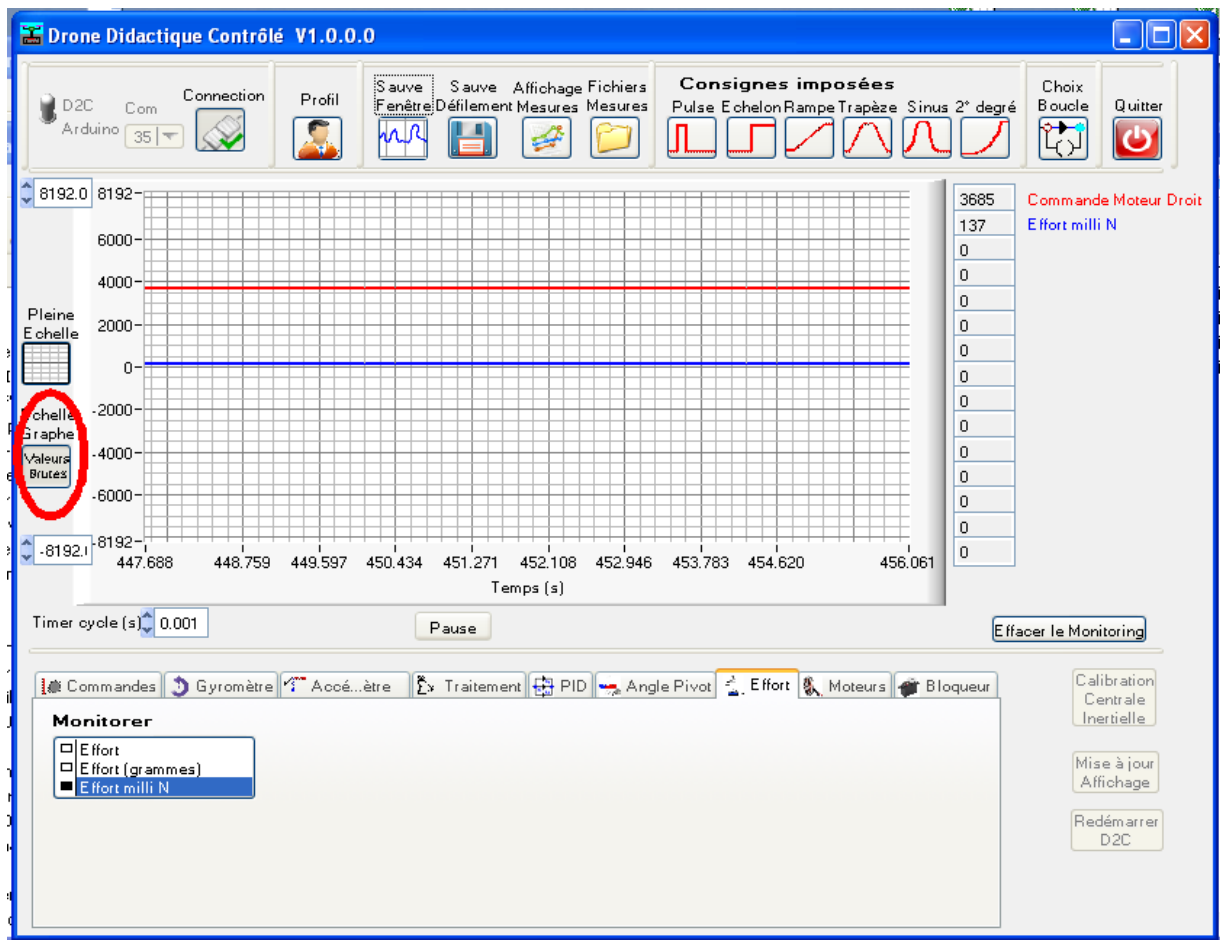 Drone Didactique Contrôlé V1.0.0.0
D2C
Arduino
Com
35
Connection
Profil
Sauve
Fenêtre
Sauve
Défilement
Affichage
Mesures
Fichiers
Mesures
Consignes imposées
Pulse Echelon Rampe Trapèze Sinus 2° degré
Choix
Boucle
Quitter
8192.0
8192
6000
4000
2000
0
-2000
-4000
-6000
-8192
Pleine
Echelle
Echelle
Graphe
Valeurs
Brutes
-8192.
447.688 448.759 449.597 450.434 451.271 452.108 452.946 453.783 454.620 456.061
Temps (s)
3685 Commande Moteur Droit
137 Effort milli N
0
0
0
0
0
0
0
0
0
0
0
0
0
Timer cycle (s) 0.001
Pause
Effacer le Monitoring
Commandes Gyromètre Accé...ètre Traitement PID Angle Pivot Effort Moteurs Bloqueur
Monitorer
Effort
Effort (grammes)
Effort milli N
Calibration
Centrale
Inertielle
Mise à jour
Affichage
Redémarrer
D2C